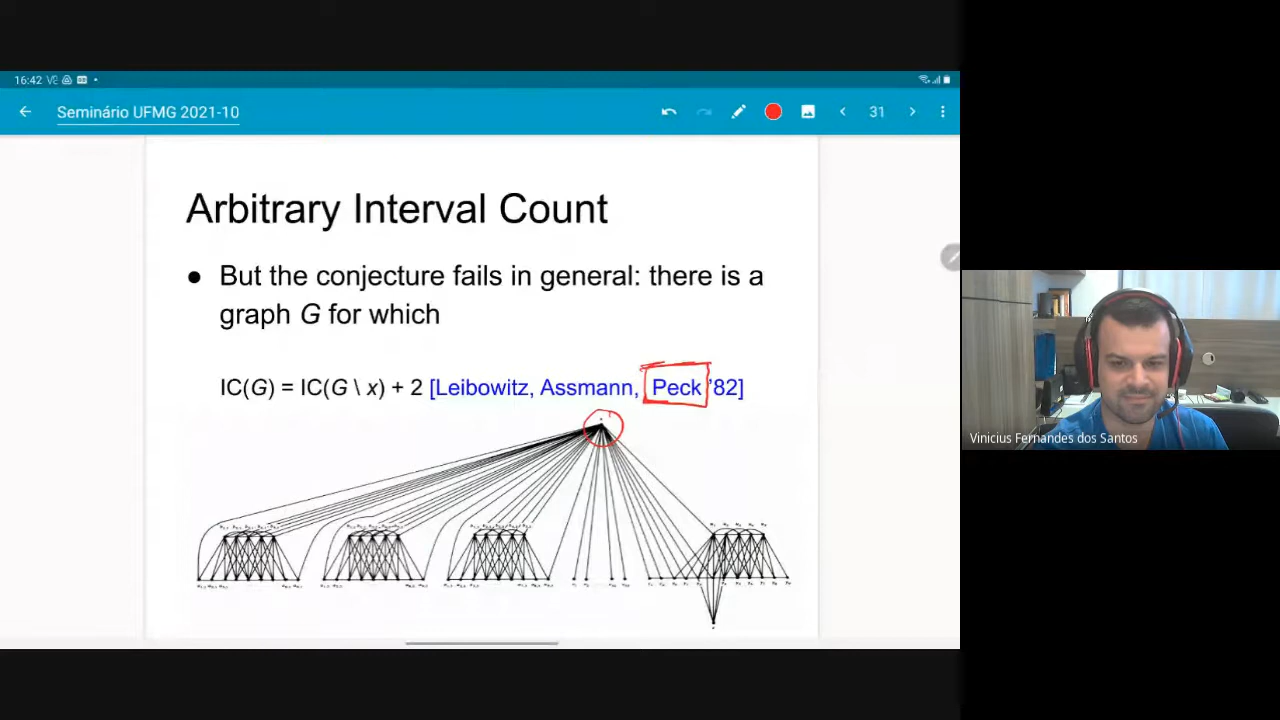 16:42
Seminário UFMG 2021-10
31
Arbitrary Interval Count
● But the conjecture fails in general: there is a
graph G for which
IC(G) = IC(G \ x) + 2 [Leibowitz, Assmann, Peck '82]
Vinicius Fernandes dos Santos